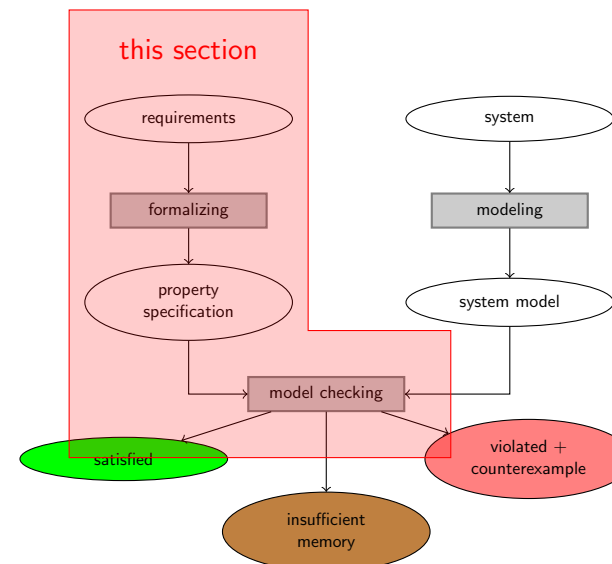 this section
requirements
system
formalizing
modeling
property
specification
system model
model checking
satisfied
violated +
counterexample
insufficient
memory